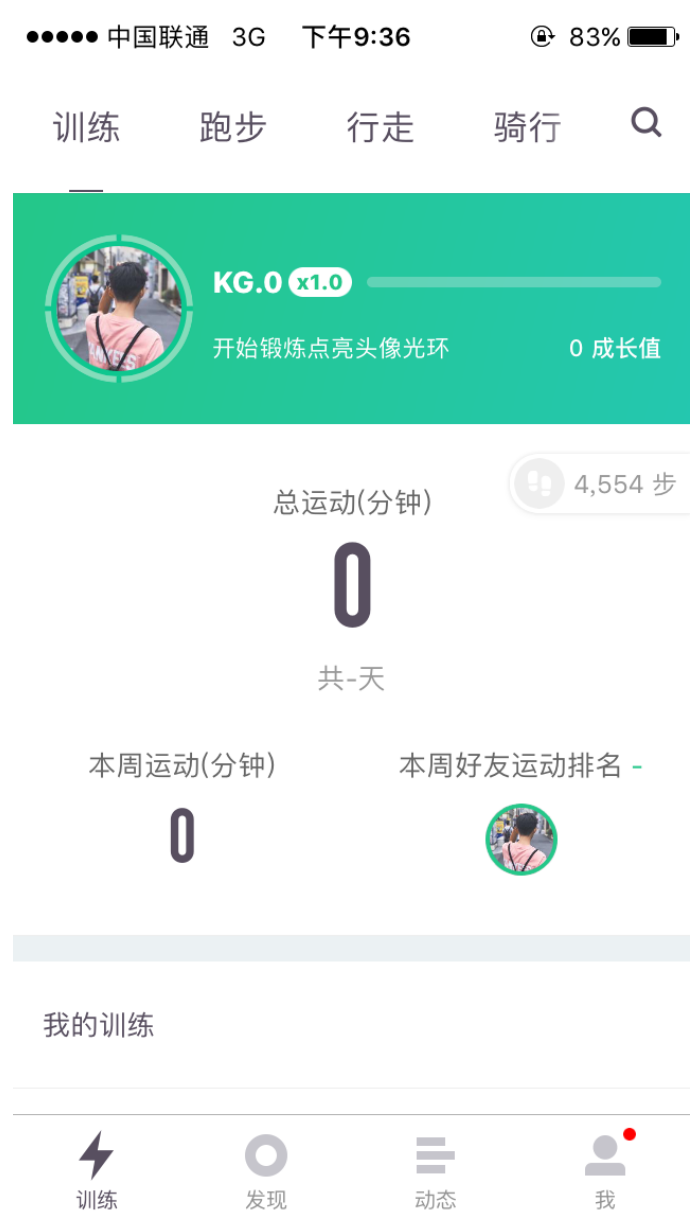 中国联通 3G 下午9:36 83%
训练 跑步 行走 骑行
KG.0 x1.0
开始锻炼点亮头像光环 0 成长值
4,554 步
总运动(分钟)
0
共-天
本周运动(分钟) 本周好友运动排名 -
0
我的训练
训练 发现 动态 我